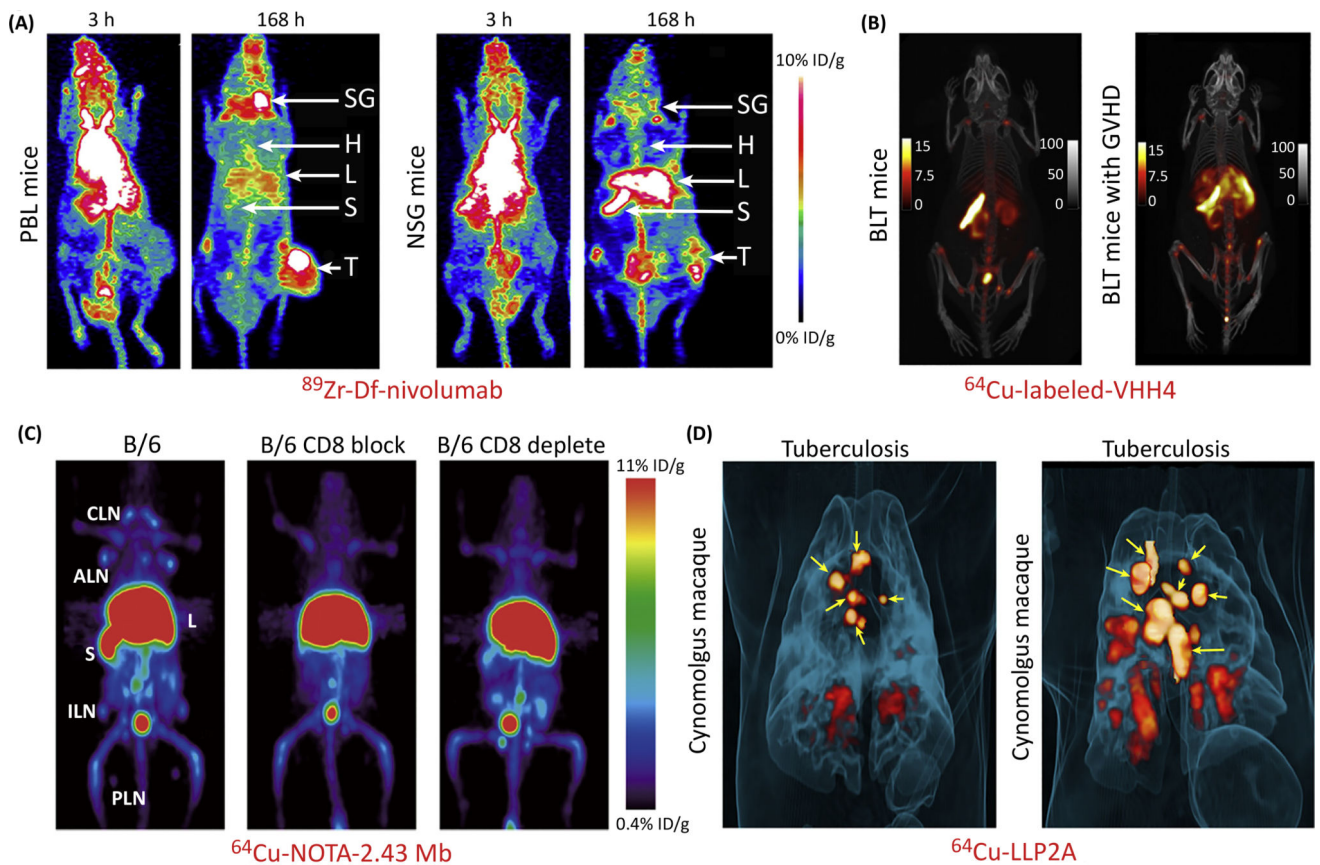 (A)
3 h
168 h
3 h
168 h
PBL mice
SG
H
L
S
T
NSG mice
SG
H
L
S
T
10% ID/g
0% ID/g
⁸⁹Zr-Df-nivolumab
(B)
BLT mice
15
7.5
0
100
50
0
BLT mice with GVHD
15
7.5
0
100
50
0
⁶⁴Cu-labeled-VHH4
(C)
B/6
B/6 CD8 block
B/6 CD8 deplete
CLN
ALN
L
S
ILN
PLN
11% ID/g
0.4% ID/g
⁶⁴Cu-NOTA-2.43 Mb
(D)
Tuberculosis
Tuberculosis
Cynomolgus macaque
Cynomolgus macaque
⁶⁴Cu-LLP2A